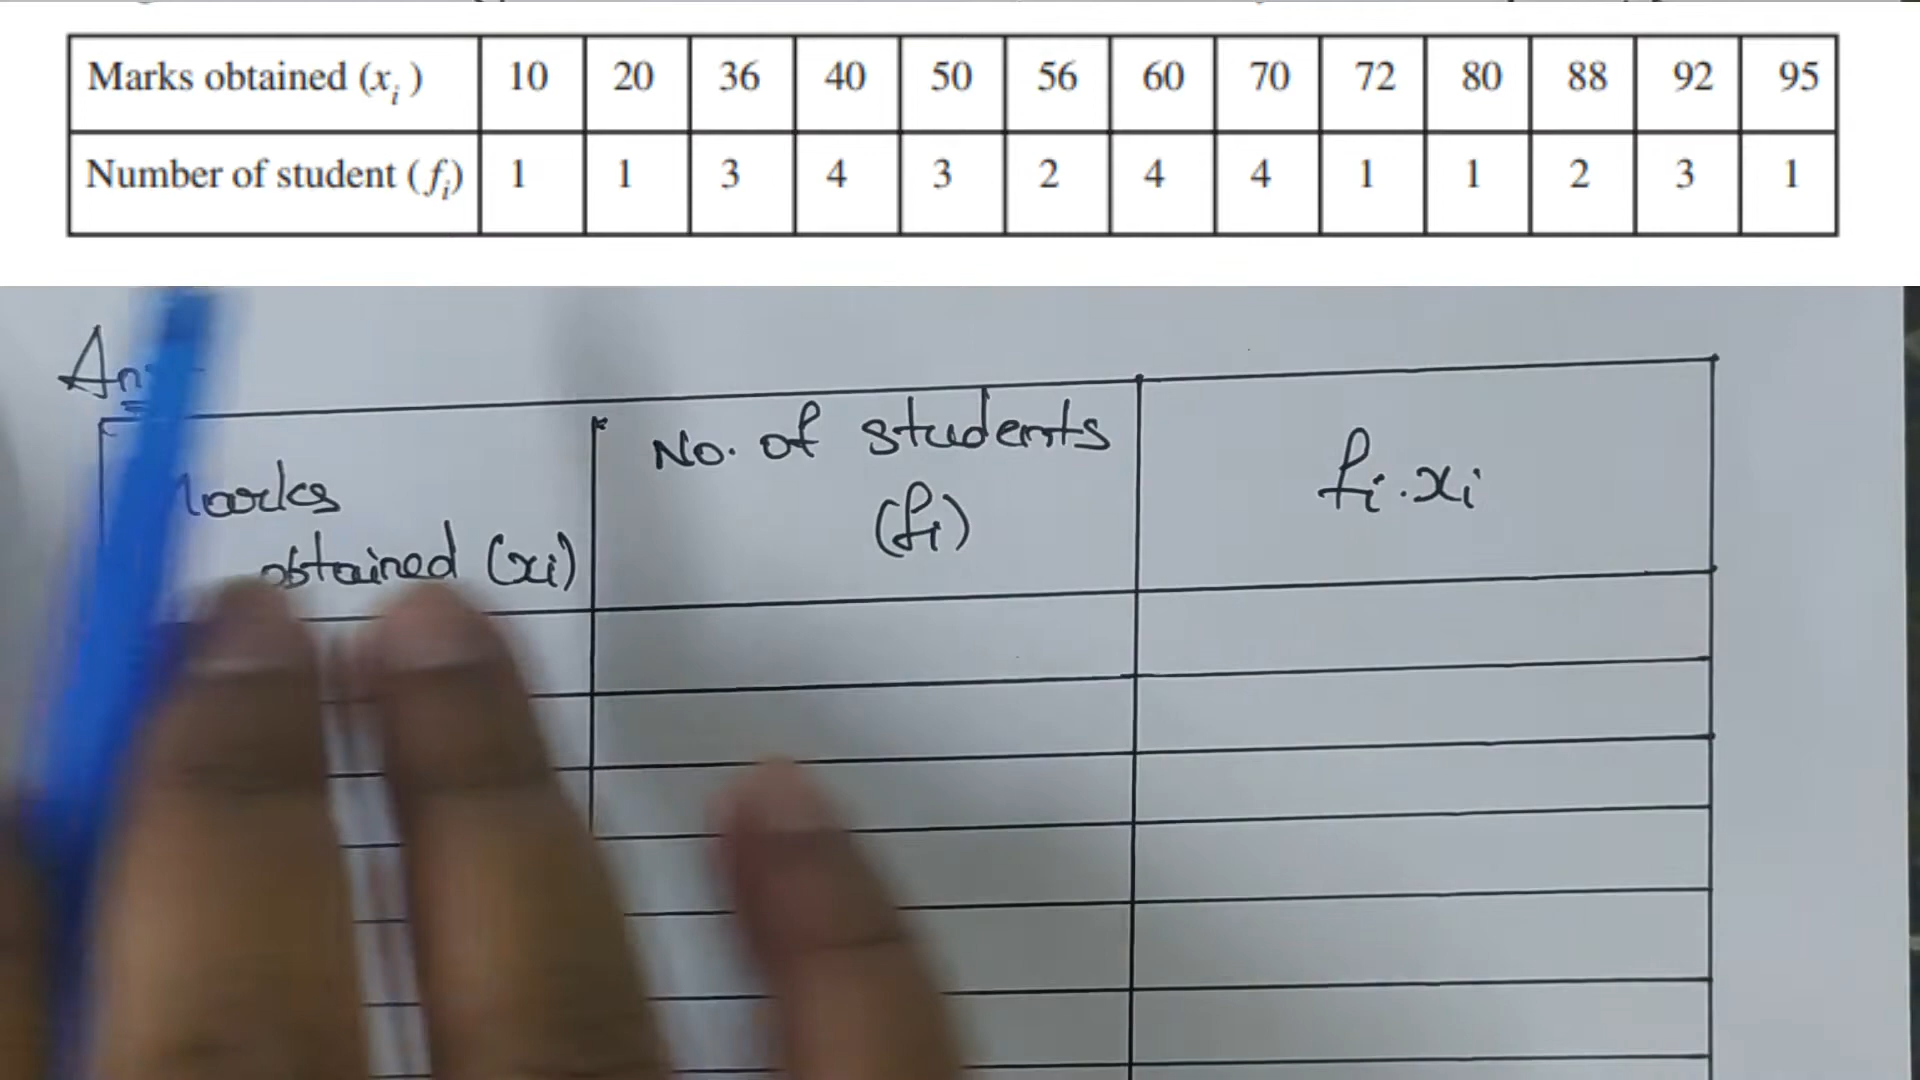 Marks obtained (xi) 10 20 36 40 50 56 60 70 72 80 88 92 95
Number of student (fi) 1 1 3 4 3 2 4 4 1 1 2 3 1
No. of students
(fi)
fi.xi
obtained (xi)